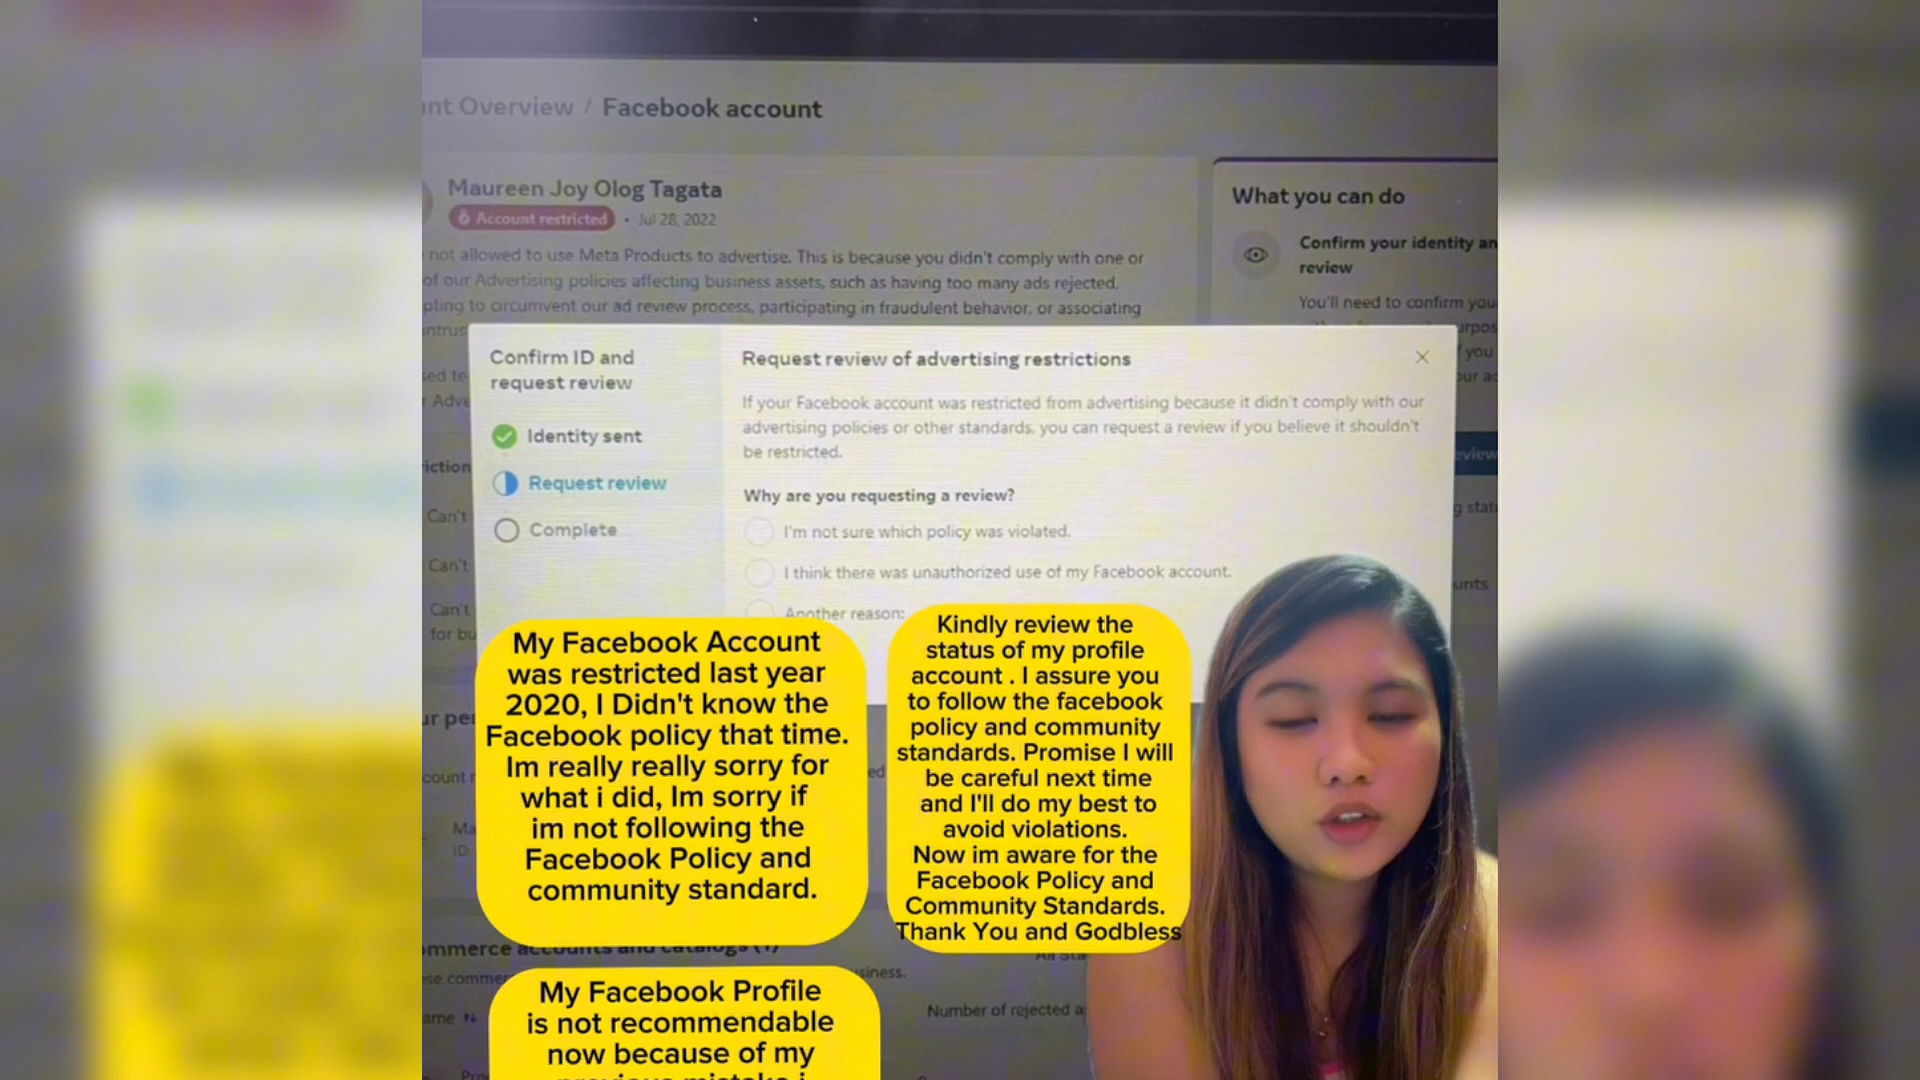 nt Overview / Facebook account
Maureen Joy Olog Tagata
Account restricted • Jul 28, 2022
not allowed to use Meta Products to advertise. This is because you didn't comply with one or
of our Advertising policies affecting business assets, such as having too many ads rejected,
pting to circumvent our ad review process, participating in fraudulent behavior, or associating
What you can do
Confirm your identity an
review
You'll need to confirm you
Confirm ID and
request review
Identity sent
Request review
Complete
Request review of advertising restrictions
If your Facebook account was restricted from advertising because it didn't comply with our
advertising policies or other standards, you can request a review if you believe it shouldn't
be restricted.
Why are you requesting a review?
I'm not sure which policy was violated.
I think there was unauthorized use of my Facebook account.
Another reason:
Can't
Can't
Can't
for bu
My Facebook Account
was restricted last year
2020, I Didn't know the
Facebook policy that time.
Im really really sorry for
what i did, Im sorry if
im not following the
Facebook Policy and
community standard.
Kindly review the
status of my profile
account . I assure you
to follow the facebook
policy and community
standards. Promise I will
be careful next time
and I'll do my best to
avoid violations.
Now im aware for the
Facebook Policy and
Community Standards.
Thank You and Godbless
ommerce accounts and catalogs (1)
Number of rejected a
My Facebook Profile
is not recommendable
now because of my
previous mistake i